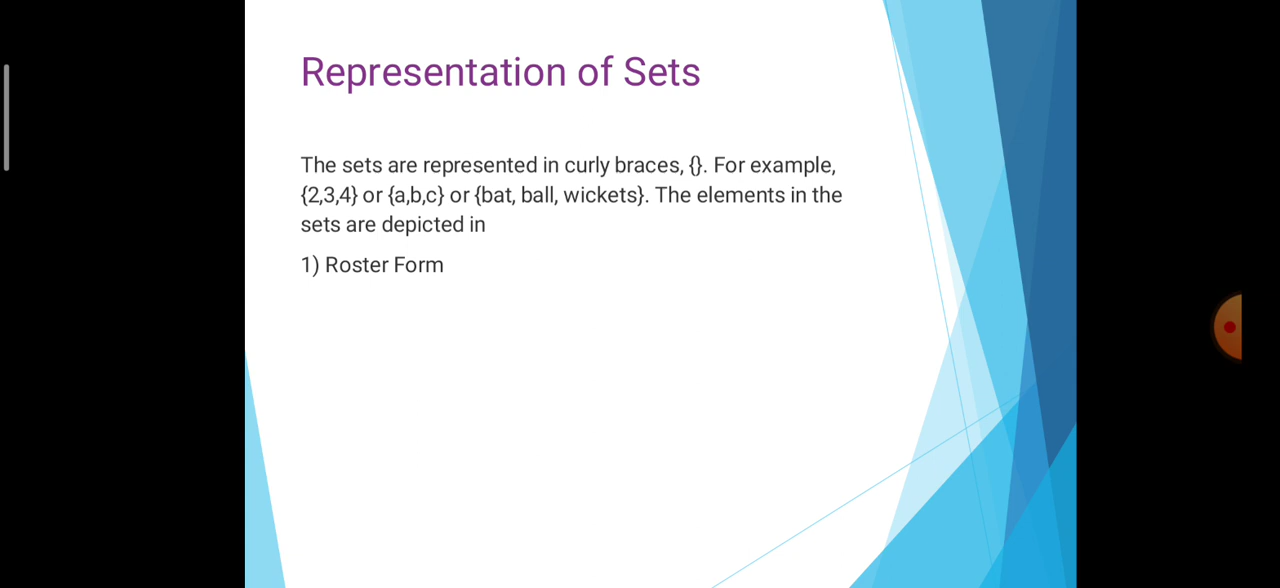 Representation of Sets
The sets are represented in curly braces, {}. For example,
{2,3,4} or {a,b,c} or {bat, ball, wickets}. The elements in the
sets are depicted in
1) Roster Form